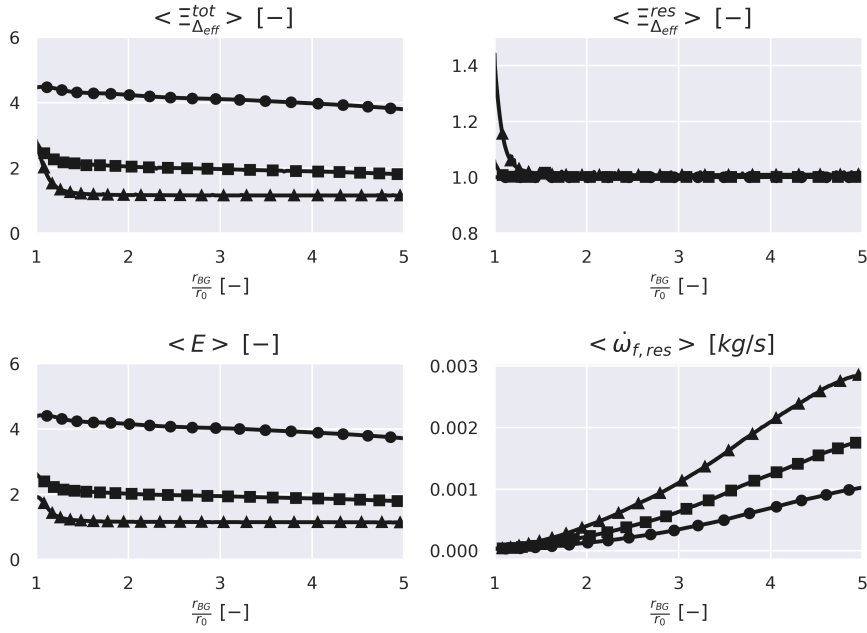 < Ξ^{tot}_{Δ_{eff}} > [−]
6
4
2
0
1 2 3 4 5
r_{BG}/r_0 [−]
< Ξ^{res}_{Δ_{eff}} > [−]
1.4
1.2
1.0
0.8
1 2 3 4 5
r_{BG}/r_0 [−]
< E > [−]
6
4
2
0
1 2 3 4 5
r_{BG}/r_0 [−]
< ω̇_{f, res} > [kg/s]
0.003
0.002
0.001
0.000
1 2 3 4 5
r_{BG}/r_0 [−]